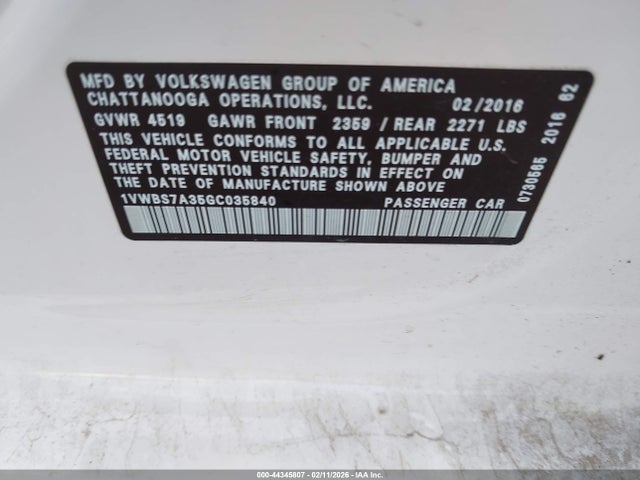 MFD BY VOLKSWAGEN GROUP OF AMERICA
CHATTANOOGA OPERATIONS, LLC. 02/2016
GVWR 4519 GAWR FRONT 2359 / REAR 2271 LBS
THIS VEHICLE CONFORMS TO ALL APPLICABLE U.S.
FEDERAL MOTOR VEHICLE SAFETY, BUMPER AND
THEFT PREVENTION STANDARDS IN EFFECT ON
THE DATE OF MANUFACTURE SHOWN ABOVE
1VWBS7A35GC035840 PASSENGER CAR
0730565 2016 62
000-44345807 - 02/11/2026 - IAA Inc.